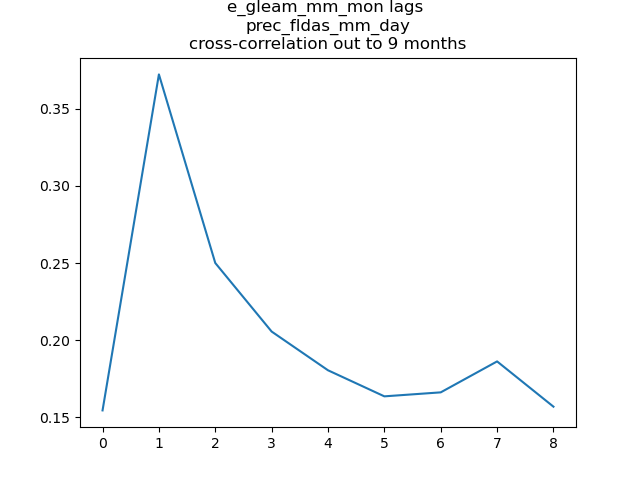 e_gleam_mm_mon lags
prec_fldas_mm_day
cross-correlation out to 9 months
0.35
0.30
0.25
0.20
0.15
0 1 2 3 4 5 6 7 8